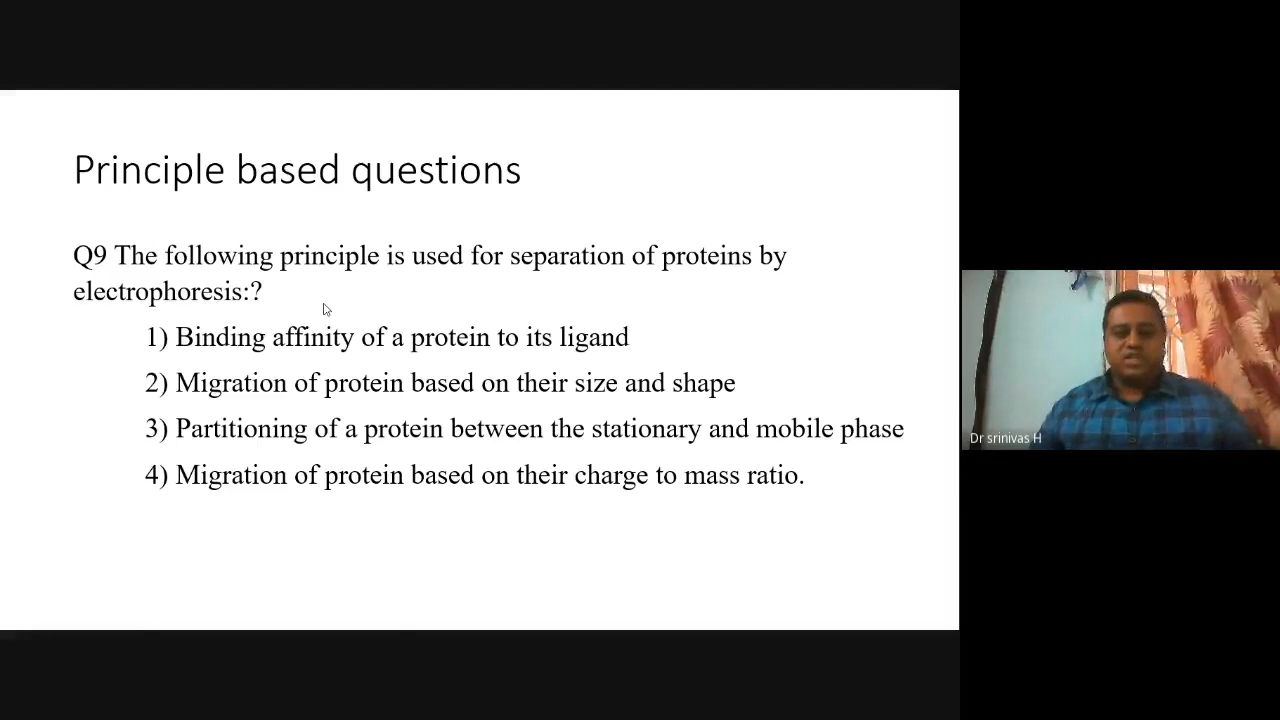 Principle based questions
Q9 The following principle is used for separation of proteins by
electrophoresis:?
1) Binding affinity of a protein to its ligand
2) Migration of protein based on their size and shape
3) Partitioning of a protein between the stationary and mobile phase
4) Migration of protein based on their charge to mass ratio.
Dr srinivas H